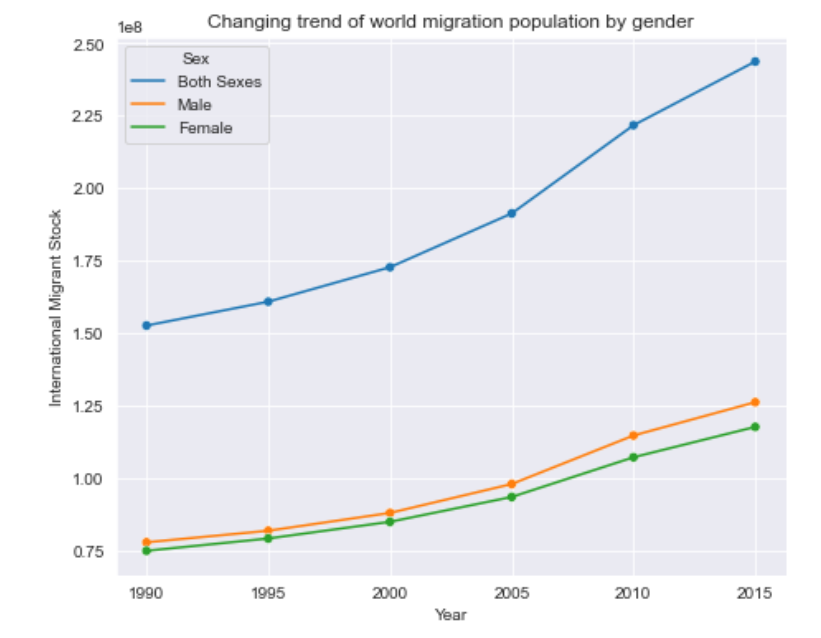 Changing trend of world migration population by gender
1e8
2.50
2.25
2.00
1.75
1.50
1.25
1.00
0.75
International Migrant Stock
Sex
Both Sexes
Male
Female
1990 1995 2000 2005 2010 2015
Year